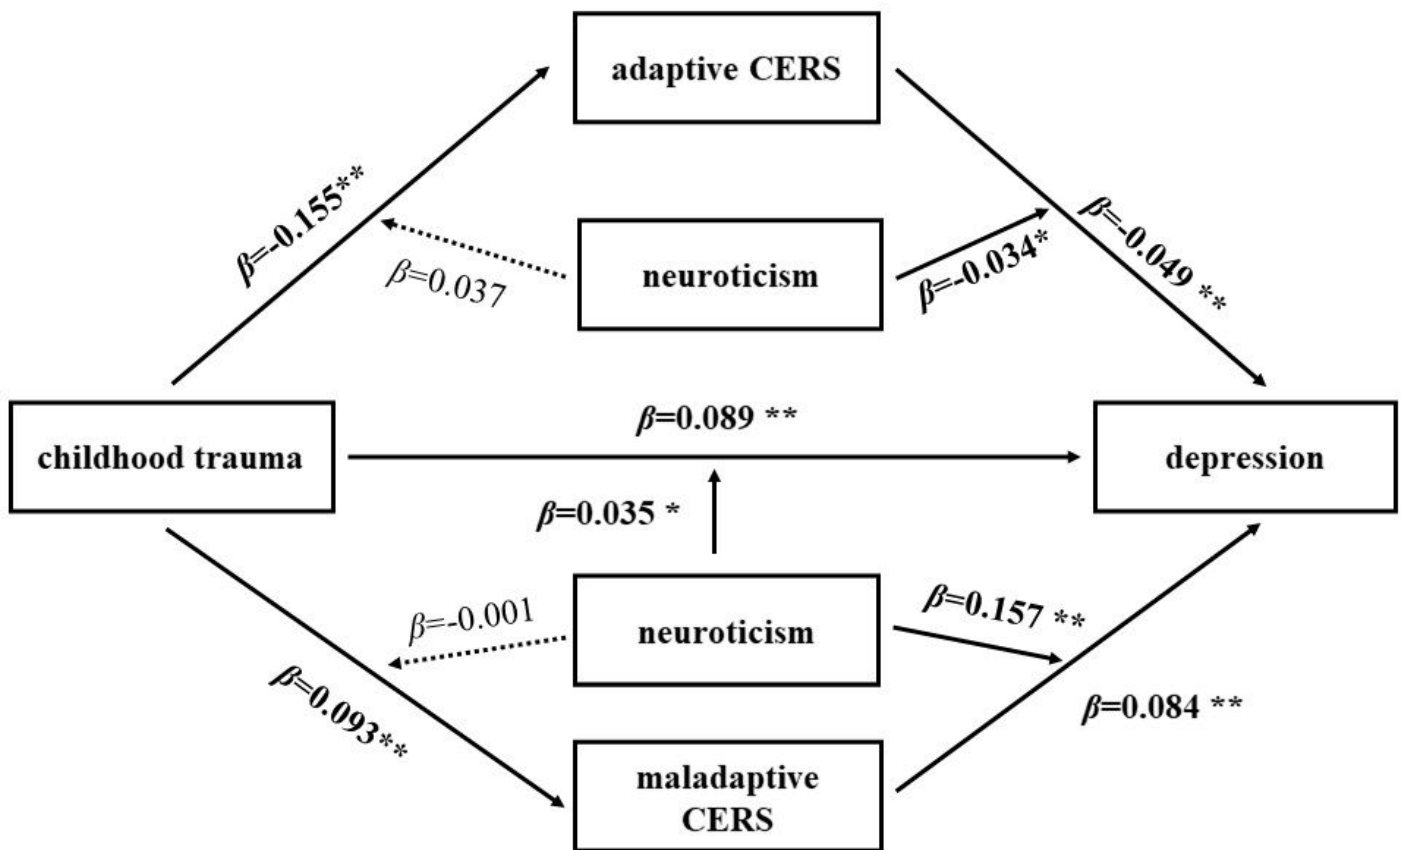 adaptive CERS
β=-0.155**
β=-0.049 **
neuroticism
β=0.037
β=-0.034*
β=0.089 **
childhood trauma
depression
β=0.035 *
β=-0.001
neuroticism
β=0.157 **
β=0.093**
β=0.084 **
maladaptive
CERS